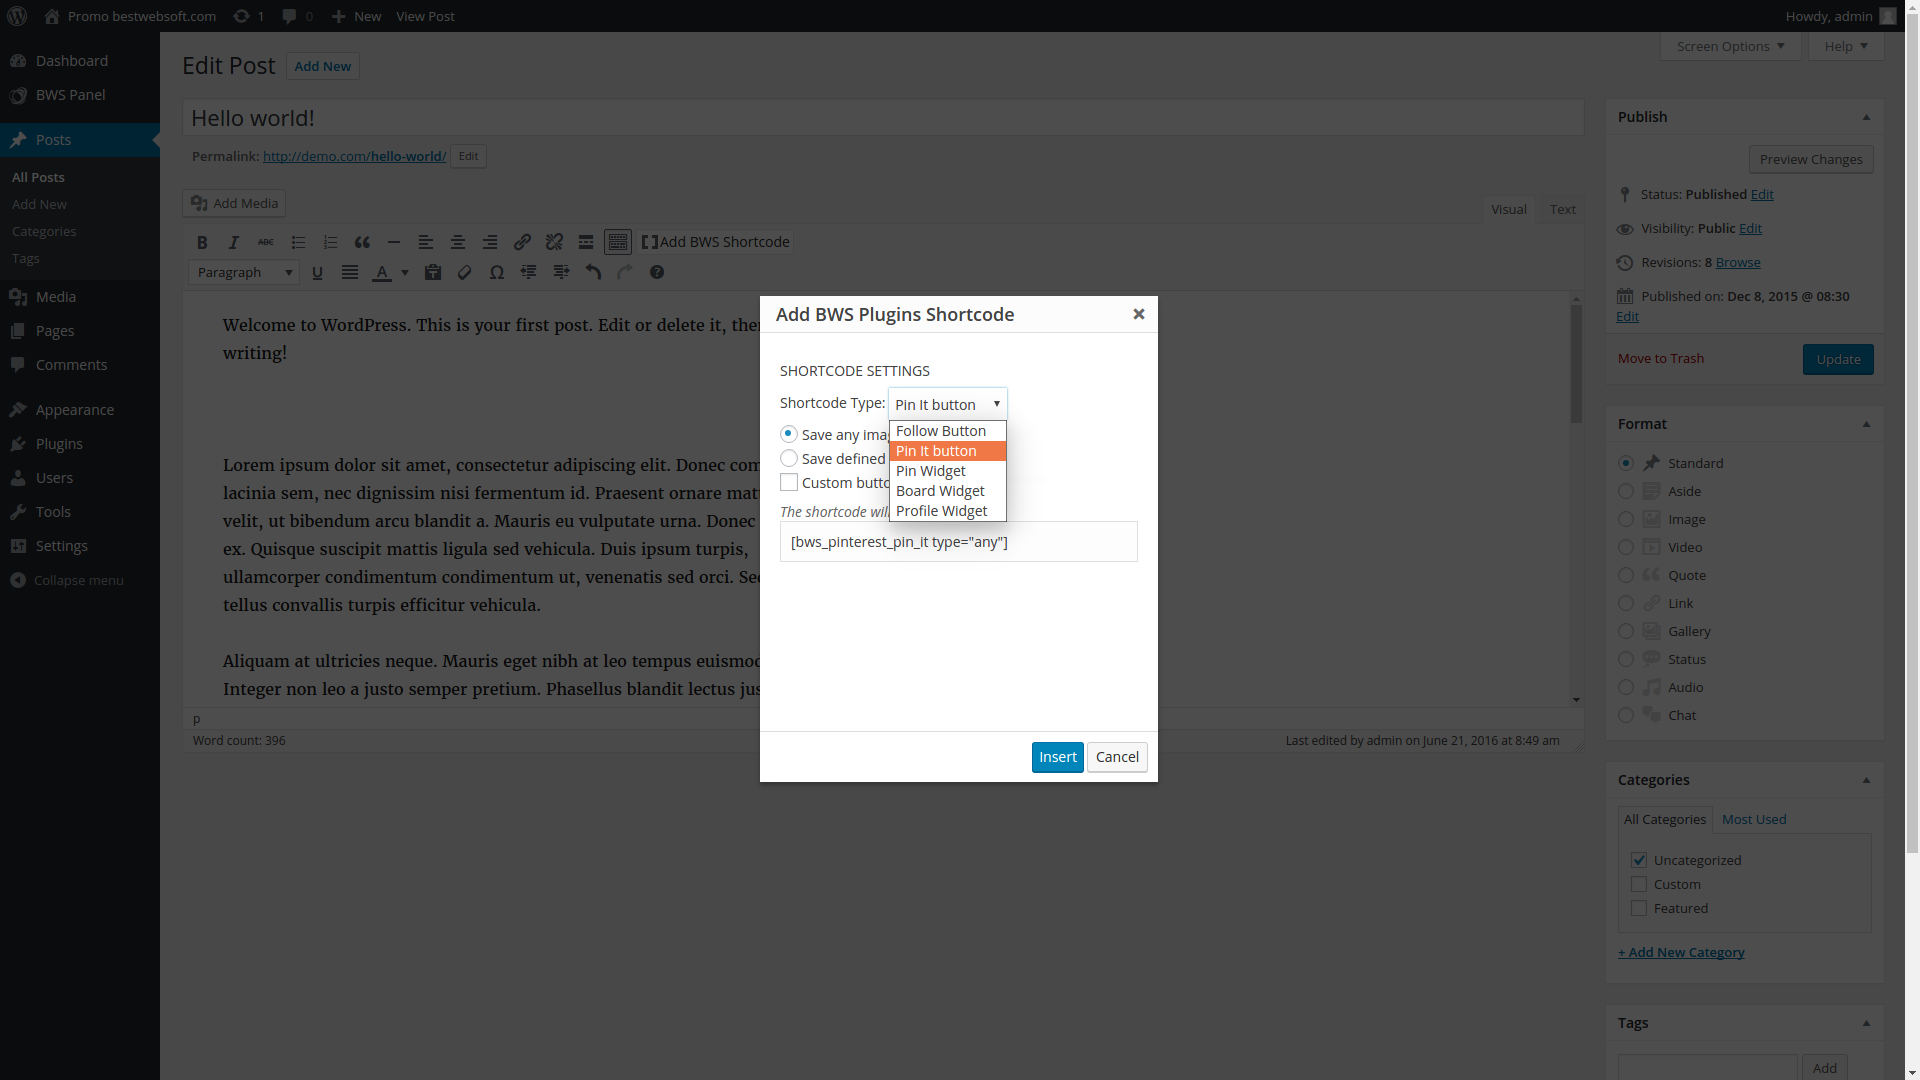 Promo bestwebsoft.com 1 0 New View Post Howdy, admin
Dashboard
BWS Panel
Posts
All Posts
Add New
Categories
Tags
Media
Pages
Comments
Appearance
Plugins
Users
Tools
Settings
Collapse menu
Screen Options Help
Edit Post Add New
Hello world!
Permalink: http://demo.com/hello-world/ Edit
Add Media
Visual Text
B I ABC Add BWS Shortcode
Paragraph U A Ω
Welcome to WordPress. This is your first post. Edit or delete it, then
writing!
Lorem ipsum dolor sit amet, consectetur adipiscing elit. Donec com
lacinia sem, nec dignissim nisi fermentum id. Praesent ornare mat
velit, ut bibendum arcu blandit a. Mauris eu vulputate urna. Donec
ex. Quisque suscipit mattis ligula sed vehicula. Duis ipsum turpis,
ullamcorper condimentum condimentum ut, venenatis sed orci. Sed
tellus convallis turpis efficitur vehicula.
Aliquam at ultricies neque. Mauris eget nibh at leo tempus euismod
Integer non leo a justo semper pretium. Phasellus blandit lectus jus
p
Word count: 396
Last edited by admin on June 21, 2016 at 8:49 am
Add BWS Plugins Shortcode
SHORTCODE SETTINGS
Shortcode Type: Pin It button
Follow Button
Pin It button
Pin Widget
Board Widget
Profile Widget
Save any imag
Save defined
Custom butto
The shortcode will
[bws_pinterest_pin_it type="any"]
Insert Cancel
Publish
Preview Changes
Status: Published Edit
Visibility: Public Edit
Revisions: 8 Browse
Published on: Dec 8, 2015 @ 08:30
Edit
Move to Trash Update
Format
Standard
Aside
Image
Video
Quote
Link
Gallery
Status
Audio
Chat
Categories
All Categories Most Used
Uncategorized
Custom
Featured
+ Add New Category
Tags
Add